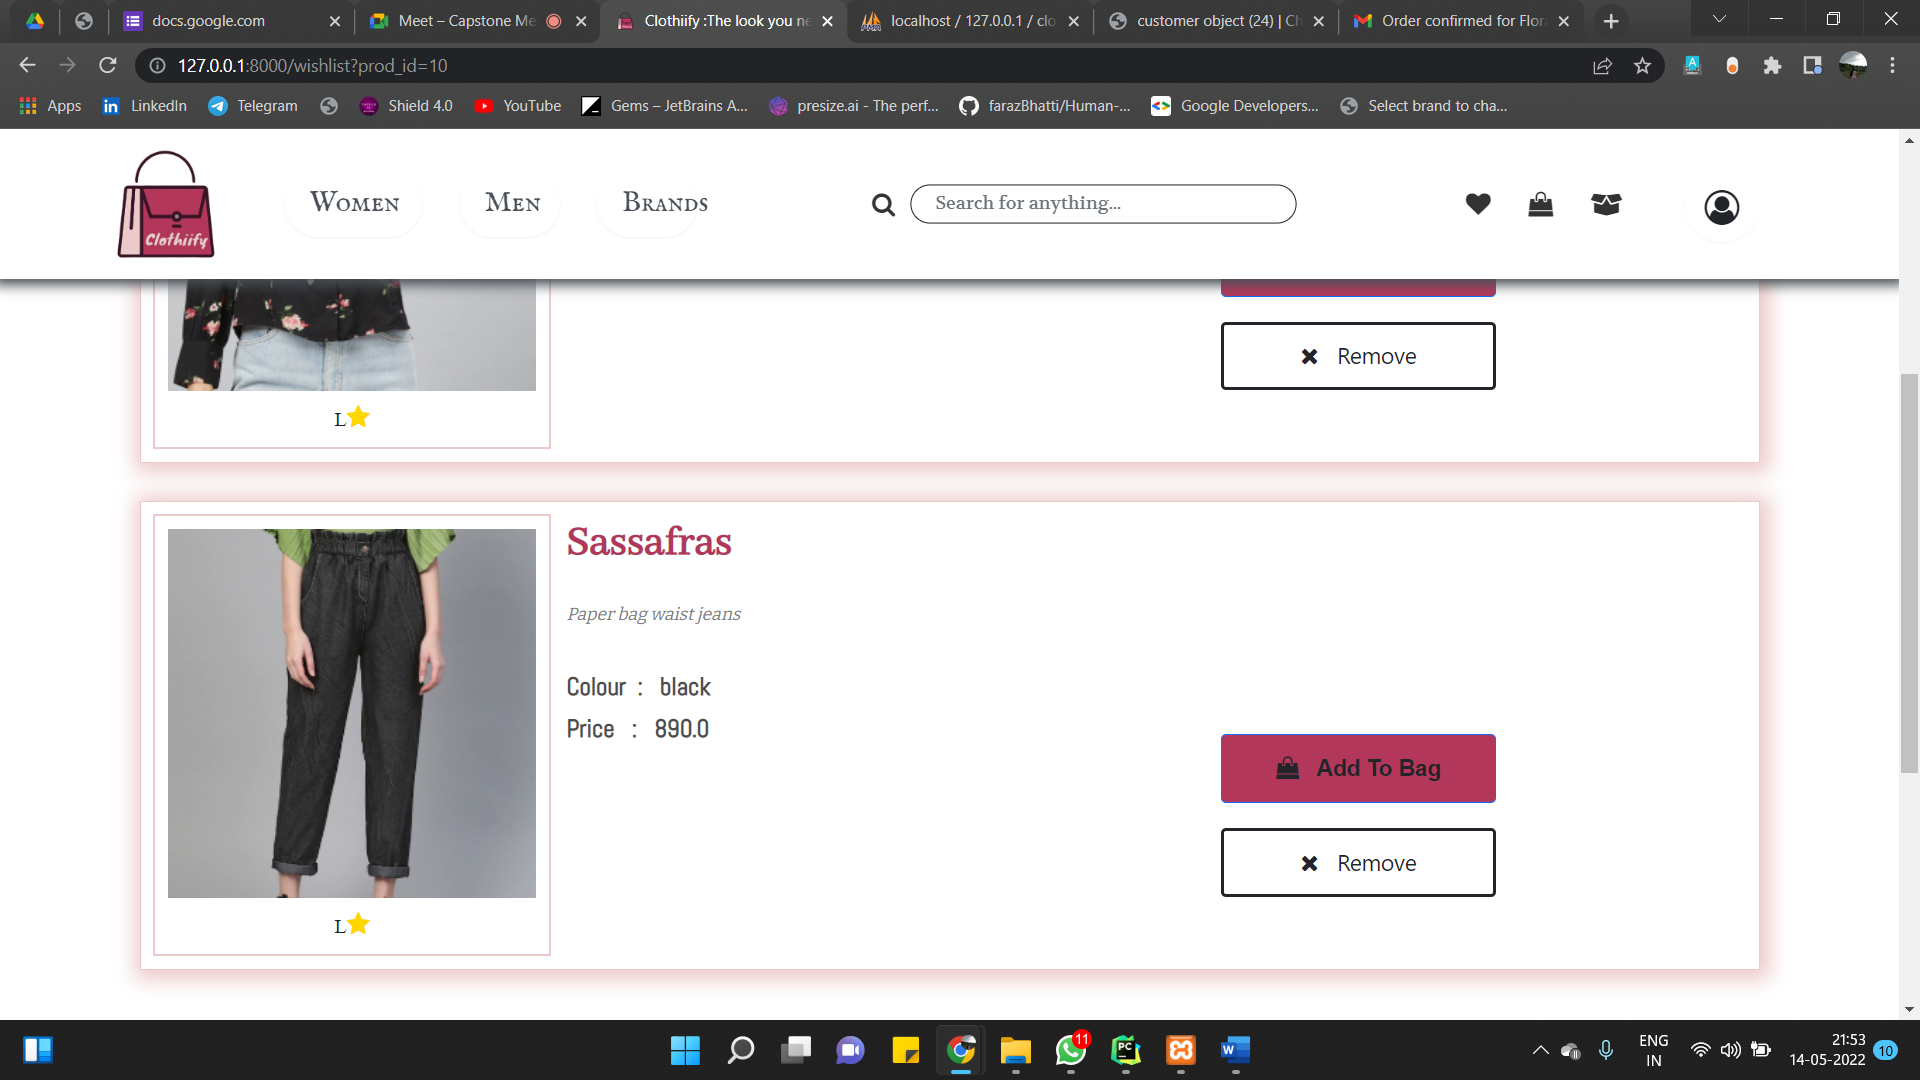 docs.google.com
Meet – Capstone Me
Clothiify :The look you ne
localhost / 127.0.0.1 / clo
customer object (24) | Ch
Order confirmed for Flor
127.0.0.1:8000/wishlist?prod_id=10
Apps
LinkedIn
Telegram
Shield 4.0
YouTube
Gems – JetBrains A...
presize.ai - The perf...
farazBhatti/Human-...
Google Developers...
Select brand to cha...
Clothiify
Women
Men
Brands
Search for anything...
Remove
L
Sassafras
Paper bag waist jeans
Colour : black
Price : 890.0
Add To Bag
Remove
L
11
ENG
IN
21:53
14-05-2022
10